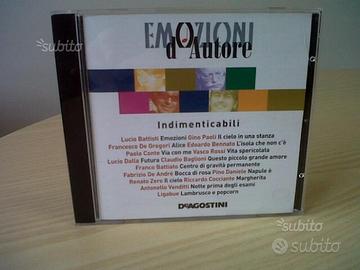 EMOZIONI
d'Autore
Indimenticabili
Lucio Battisti Emozioni Gino Paoli Il cielo in una stanza
Francesco De Gregori Alice Edoardo Bennato L'isola che non c'è
Paolo Conte Via con me Vasco Rossi Vita spericolata
Lucio Dalla Futura Claudio Baglioni Questo piccolo grande amore
Franco Battiato Centro di gravità permanente
Fabrizio De André Bocca di rosa Pino Daniele Napule è
Renato Zero Il cielo Riccardo Cocciante Margherita
Antonello Venditti Notte prima degli esami
Ligabue Lambrusco e popcorn
DeAGOSTINI
subito
subito
subito
subito